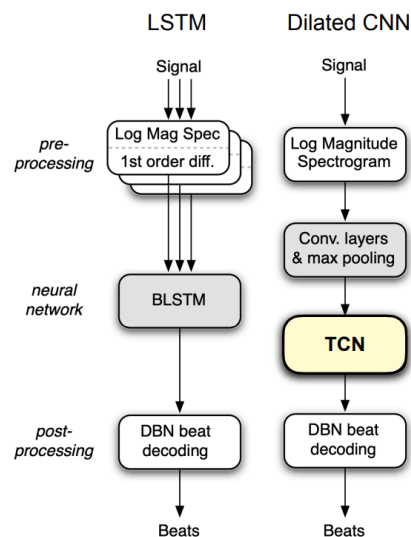 LSTM
Dilated CNN
Signal
Signal
pre-
processing
Log Mag Spec
1st order diff.
Log Magnitude
Spectrogram
Conv. layers
& max pooling
neural
network
BLSTM
TCN
post-
processing
DBN beat
decoding
DBN beat
decoding
Beats
Beats